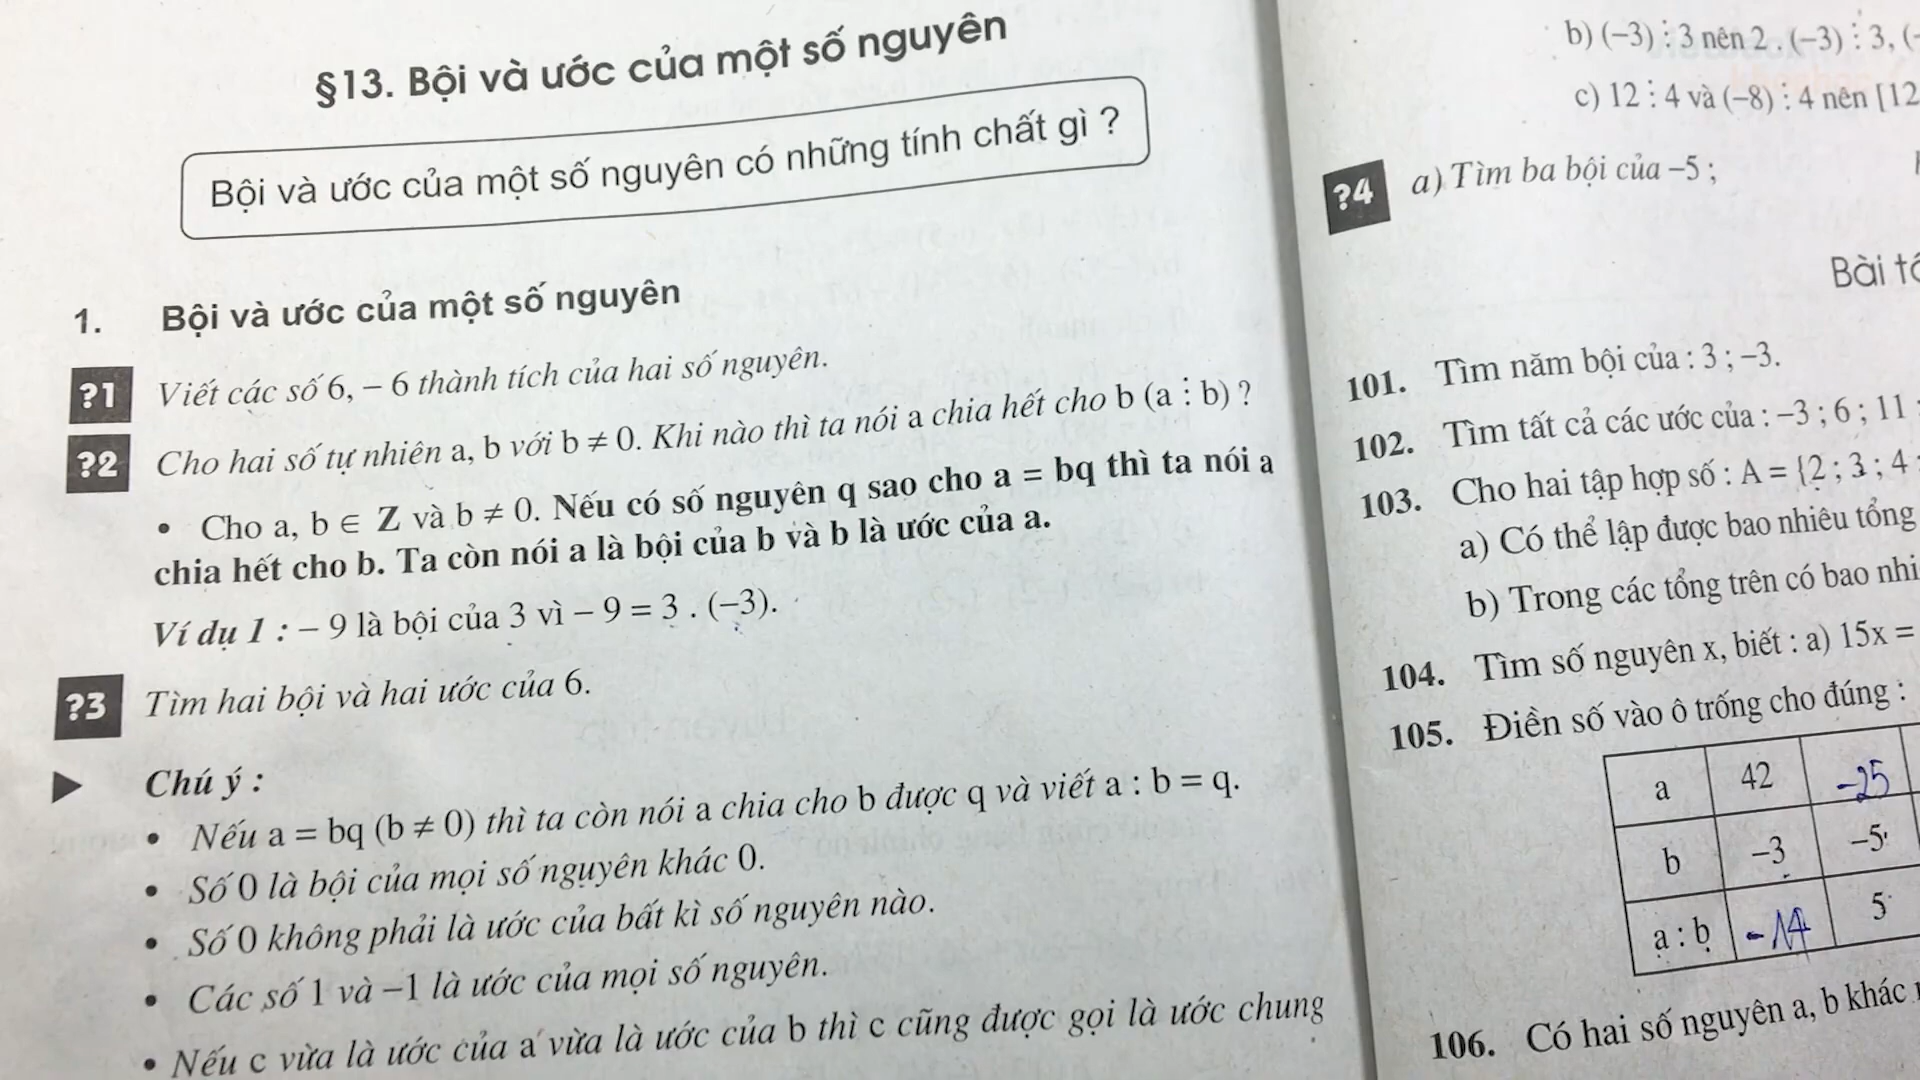 §13. Bội và ước của một số nguyên
Bội và ước của một số nguyên có những tính chất gì ?
1. Bội và ước của một số nguyên
?1 Viết các số 6, – 6 thành tích của hai số nguyên.
?2 Cho hai số tự nhiên a, b với b ≠ 0. Khi nào thì ta nói a chia hết cho b (a ⋮ b) ?
• Cho a, b ∈ Z và b ≠ 0. Nếu có số nguyên q sao cho a = bq thì ta nói a
chia hết cho b. Ta còn nói a là bội của b và b là ước của a.
Ví dụ 1 : – 9 là bội của 3 vì – 9 = 3 . (–3).
?3 Tìm hai bội và hai ước của 6.
Chú ý :
• Nếu a = bq (b ≠ 0) thì ta còn nói a chia cho b được q và viết a : b = q.
• Số 0 là bội của mọi số nguyên khác 0.
• Số 0 không phải là ước của bất kì số nguyên nào.
• Các số 1 và –1 là ước của mọi số nguyên.
• Nếu c vừa là ước của a vừa là ước của b thì c cũng được gọi là ước chung
b) (–3) ⋮ 3 nên 2 . (–3) ⋮ 3, (–
c) 12 ⋮ 4 và (–8) ⋮ 4 nên [12
?4 a) Tìm ba bội của –5 ;
Bài
101. Tìm năm bội của : 3 ; –3.
102. Tìm tất cả các ước của : –3 ; 6 ; 11
103. Cho hai tập hợp số : A = {2 ; 3 ; 4
a) Có thể lập được bao nhiêu tổng
b) Trong các tổng trên có bao
104. Tìm số nguyên x, biết : a) 15x =
105. Điền số vào ô trống cho đúng :
a 42 –25
b –3 –5
a : b –14 5
106. Có hai số nguyên a, b khác